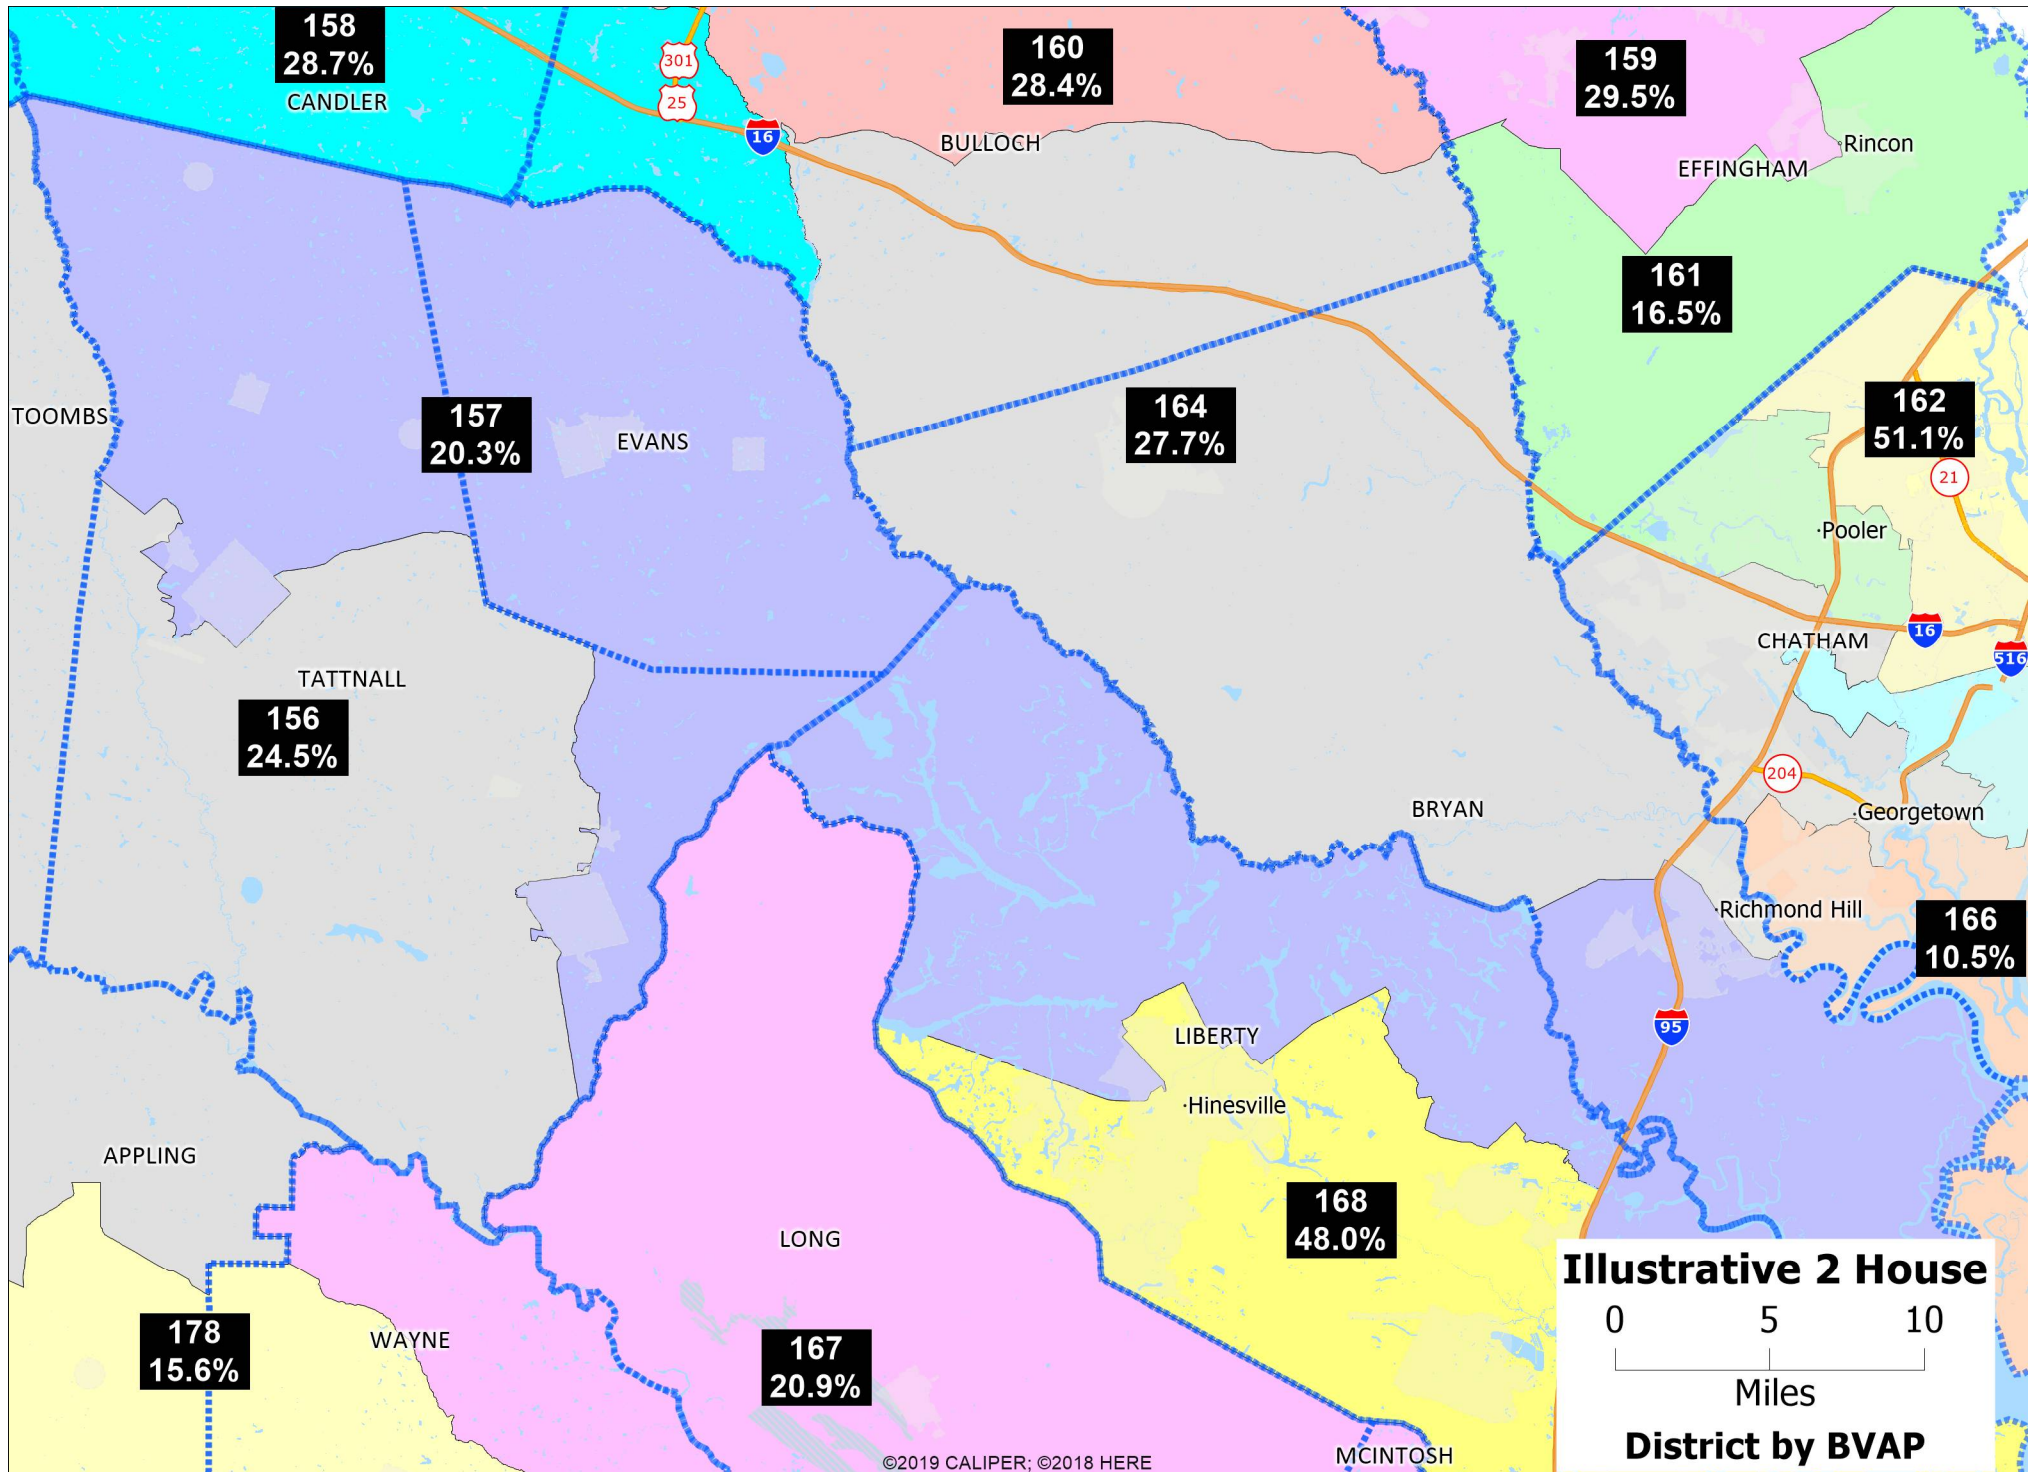 158
28.7%
CANDLER
301
25
16
160
28.4%
BULLOCH
159
29.5%
Rincon
EFFINGHAM
161
16.5%
TOOMBS
157
20.3%
EVANS
164
27.7%
162
51.1%
21
Pooler
16
516
CHATHAM
TATTNALL
156
24.5%
204
Georgetown
BRYAN
Richmond Hill
166
10.5%
95
LIBERTY
Hinesville
APPLING
168
48.0%
LONG
178
15.6%
WAYNE
167
20.9%
MCINTOSH
©2019 CALIPER; ©2018 HERE
Illustrative 2 House
0 5 10
Miles
District by BVAP